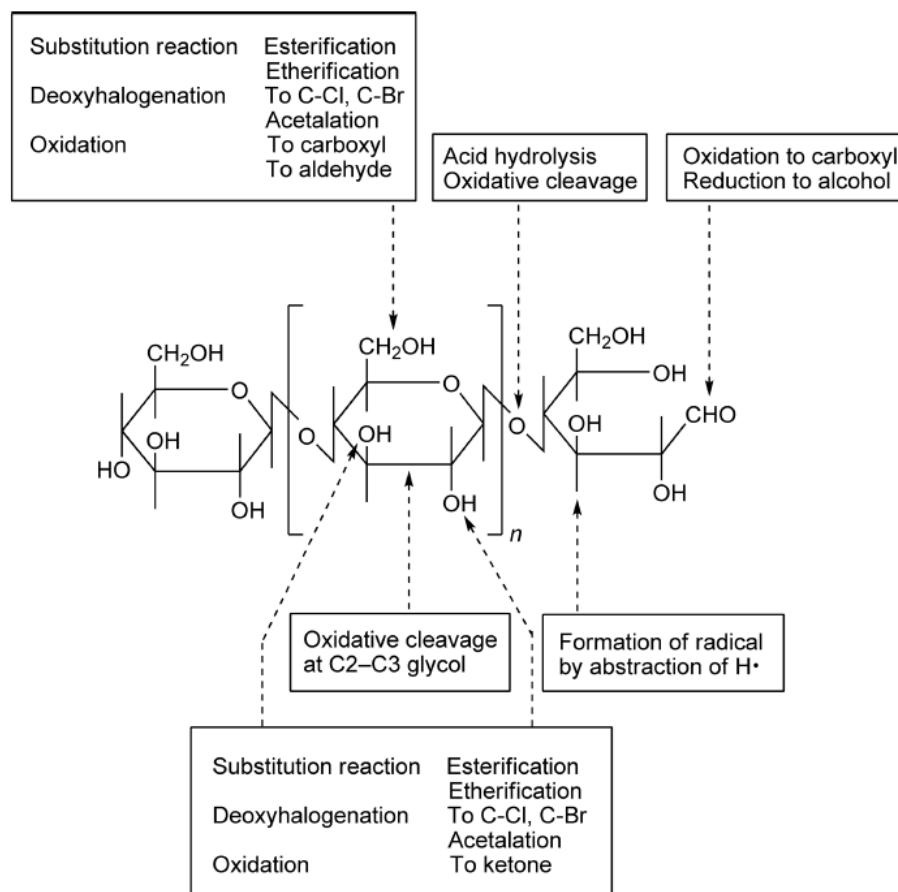 Substitution reaction Esterification
Etherification
Deoxyhalogenation To C-Cl, C-Br
Acetalation
Oxidation To carboxyl
To aldehyde
Acid hydrolysis
Oxidative cleavage
Oxidation to carboxyl
Reduction to alcohol
CH₂OH
O
OH
HO
OH
O
CH₂OH
O
OH
OH
n
O
CH₂OH
OH
OH
CHO
OH
Oxidative cleavage
at C2–C3 glycol
Formation of radical
by abstraction of H•
Substitution reaction Esterification
Etherification
Deoxyhalogenation To C-Cl, C-Br
Acetalation
Oxidation To ketone